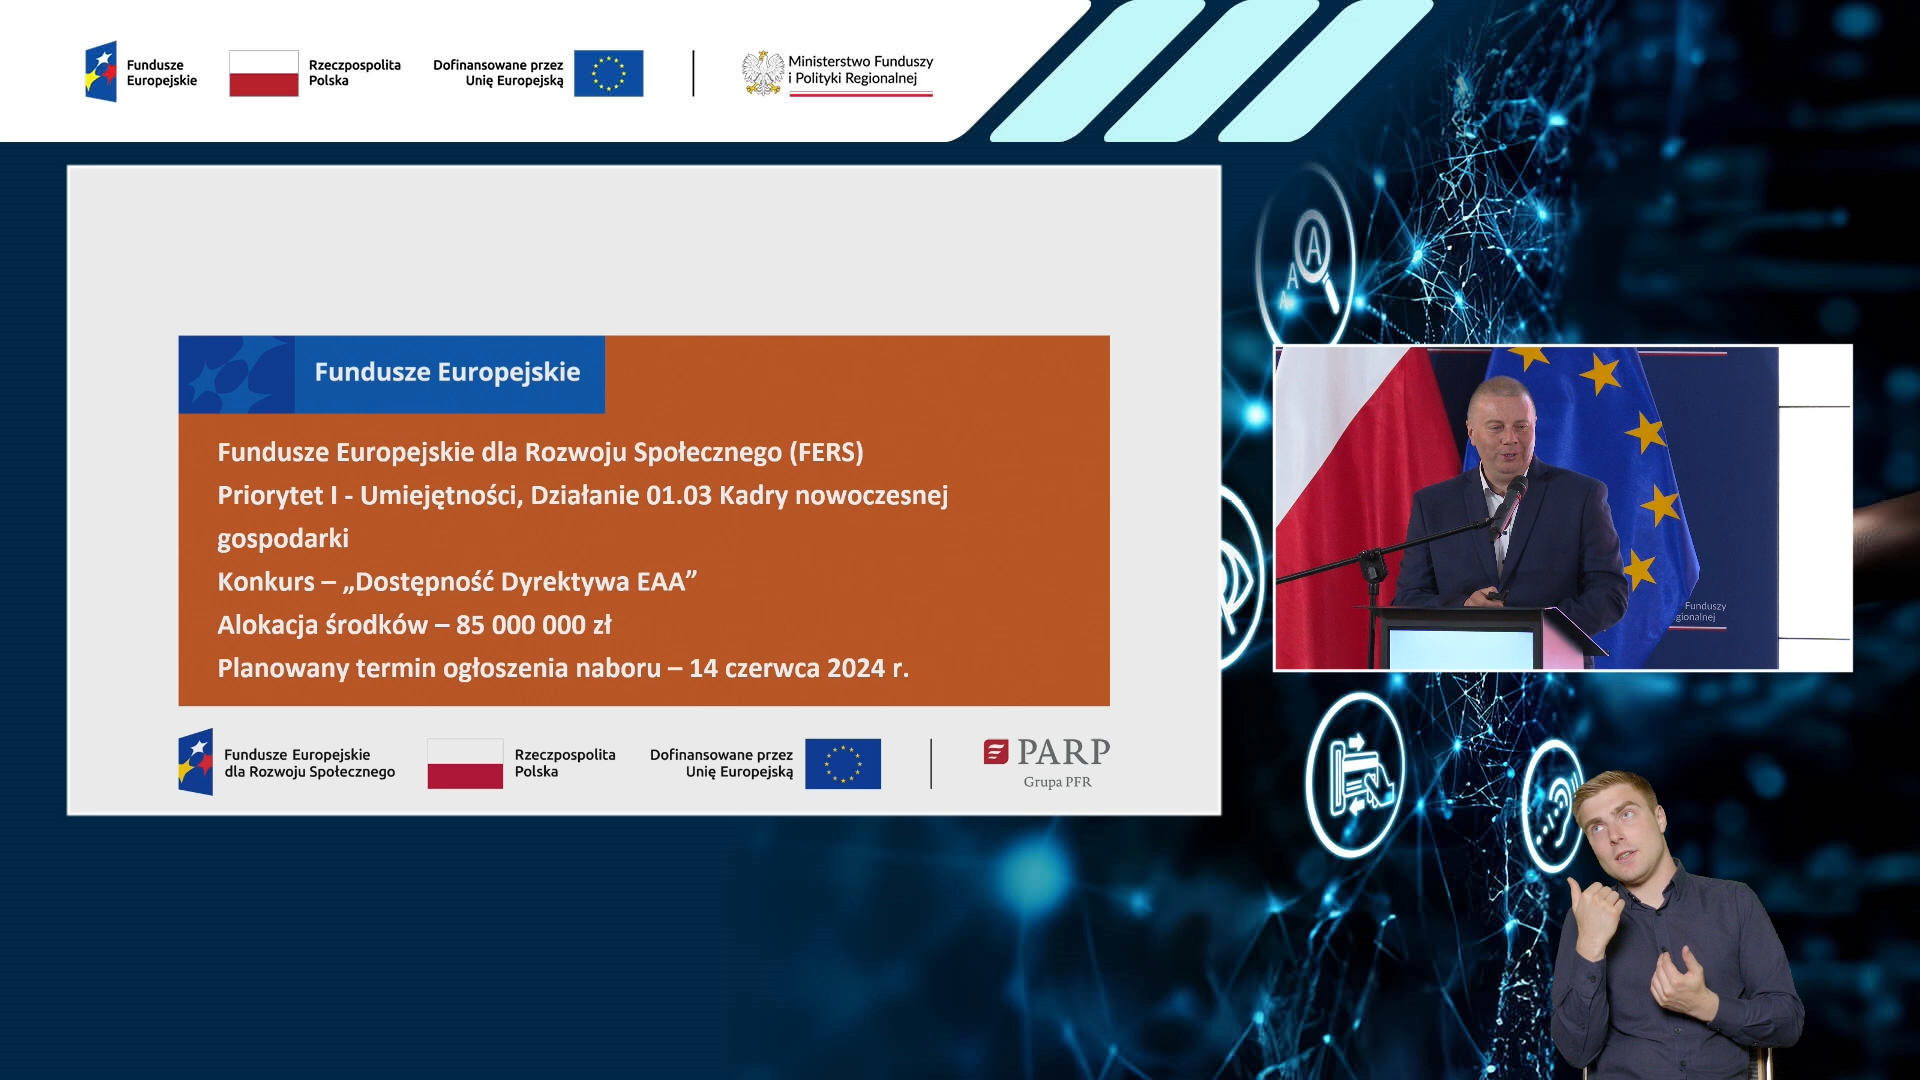 Fundusze
Europejskie
Rzeczpospolita
Polska
Dofinansowane przez
Unię Europejską
Ministerstwo Funduszy
i Polityki Regionalnej
Fundusze Europejskie
Fundusze Europejskie dla Rozwoju Społecznego (FERS)
Priorytet I - Umiejętności, Działanie 01.03 Kadry nowoczesnej
gospodarki
Konkurs – „Dostępność Dyrektywa EAA”
Alokacja środków – 85 000 000 zł
Planowany termin ogłoszenia naboru – 14 czerwca 2024 r.
Fundusze Europejskie
dla Rozwoju Społecznego
Rzeczpospolita
Polska
Dofinansowane przez
Unię Europejską
PARP
Grupa PFR
A
A
A
Funduszy
gionalnej